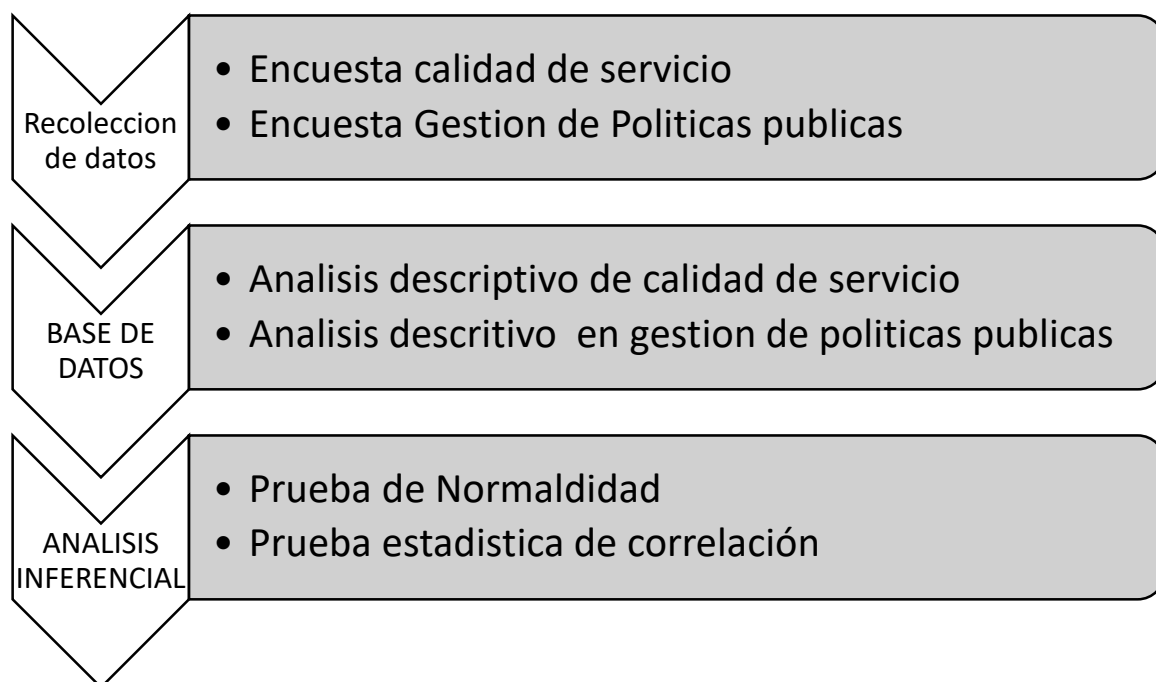 Recoleccion
de datos
• Encuesta calidad de servicio
• Encuesta Gestion de Politicas publicas
BASE DE
DATOS
• Analisis descriptivo de calidad de servicio
• Analisis descritivo  en gestion de politicas publicas
ANALISIS
INFERENCIAL
• Prueba de Normaldidad
• Prueba estadistica de correlación